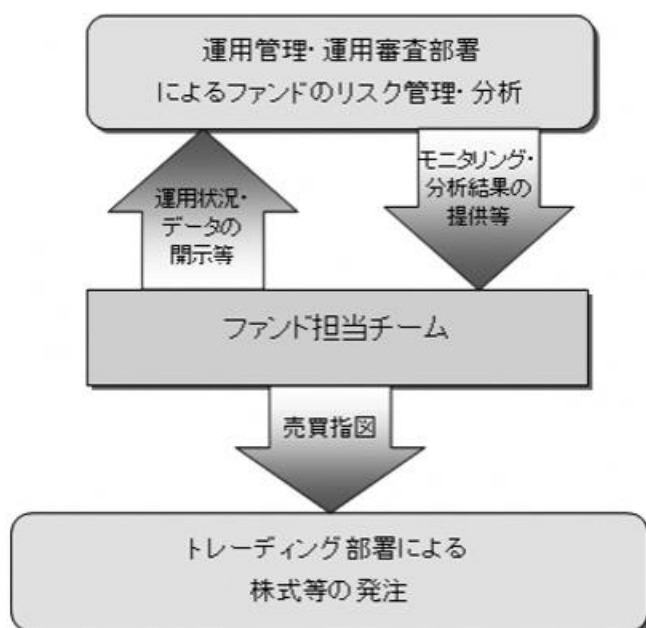 運用管理・運用審査部署
によるファンドのリスク管理・分析
運用状況・
データの
開示等
モニタリング・
分析結果の
提供等
ファンド担当チーム
売買指図
トレーディング部署による
株式等の発注